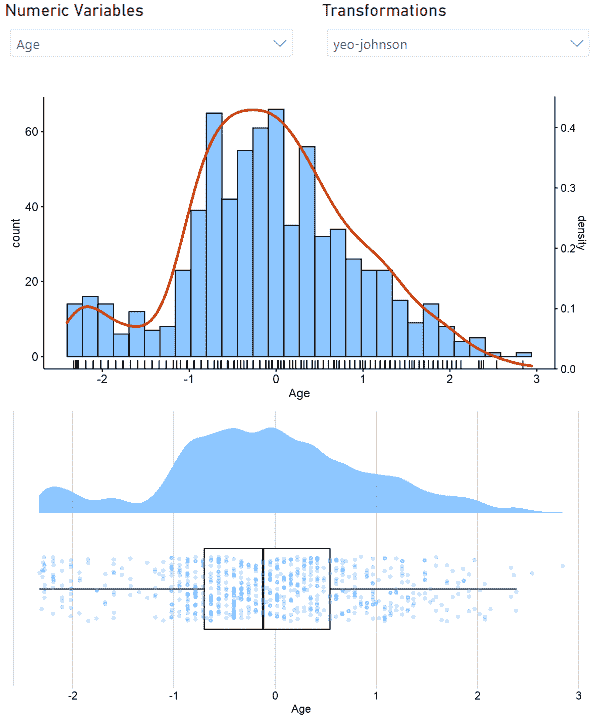 Numeric Variables Transformations
Age yeo-johnson
60
40
20
0
count
0.4
0.3
0.2
0.1
0.0
density
-2 -1 0 1 2 3
Age
-2 -1 0 1 2 3
Age